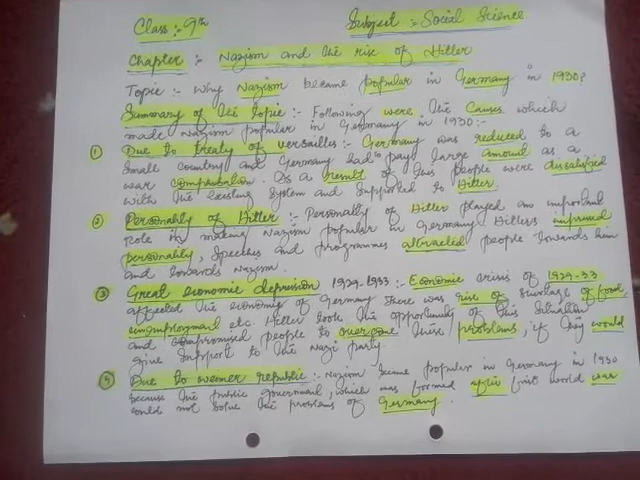 Class :- 9th Subject :- Social Science
Chapter :- Nazism and the rise of Hitler
Topic :- Why Nazism became popular in Germany in 1930?
Summary of the topic :- Following were the causes which
made Nazism popular in Germany in 1930 :-
① Due to treaty of versailles :- Germany was reduced to a
small country and Germany had to pay large amount as a
war compensation. As a result of this people were dissatisfied
with the existing system and supported to Hitler.
② Personality of Hitler :- Personality of Hitler played an important
role in making Nazism popular in Germany. Hitler's
personality, speeches and programmes attracted people towards him
and towards Nazism.
③ Great economic depression 1929-1933 :- Economic crisis of 1929-33
affected the economy of Germany there was rise of shortage of food,
unemployment etc. Hitler took the opportunity of this situation
and people to overcome these problems, if they would
give support to the Nazi party.
Due to weimer republic :- Nazism became popular in Germany in 1930
because the public government, which was formed after first world war
could not solve the problems of Germany.